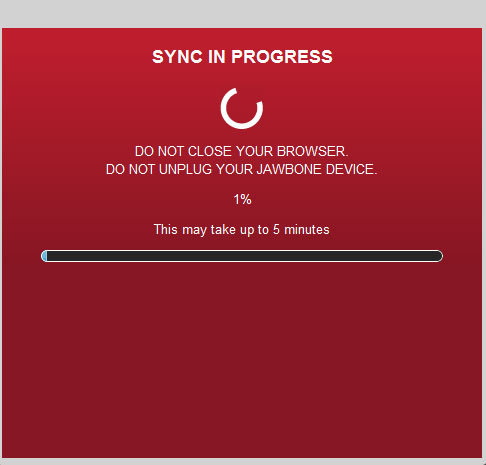 SYNC IN PROGRESS
DO NOT CLOSE YOUR BROWSER.
DO NOT UNPLUG YOUR JAWBONE DEVICE.
1%
This may take up to 5 minutes